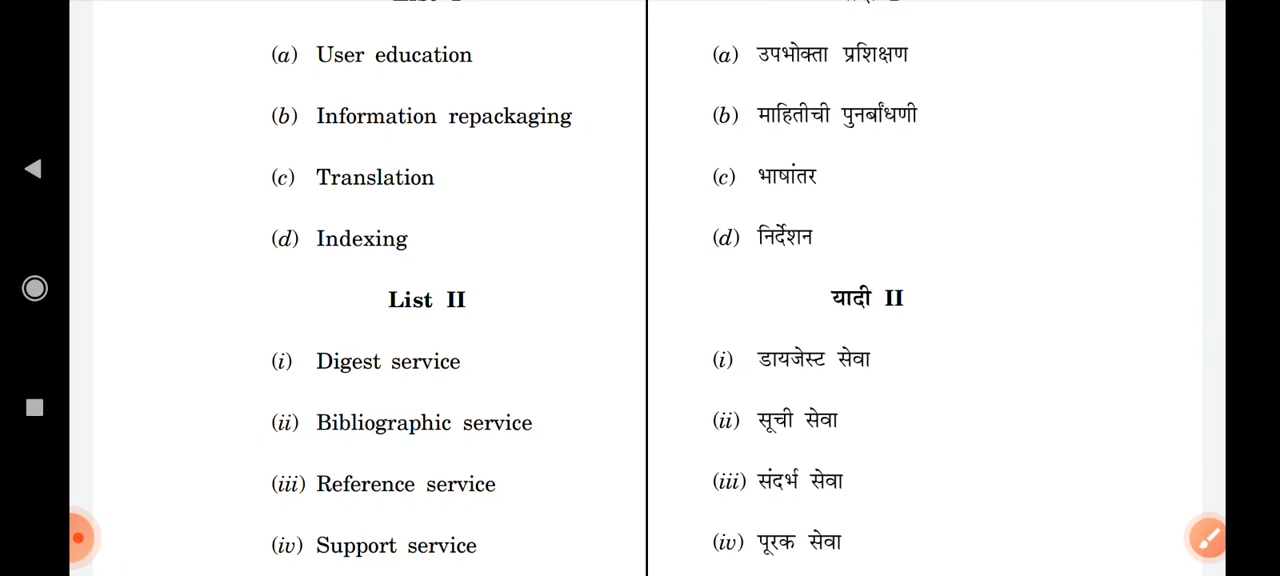 (a) User education
(b) Information repackaging
(c) Translation
(d) Indexing
List II
(i) Digest service
(ii) Bibliographic service
(iii) Reference service
(iv) Support service
(a) उपभोक्ता प्रशिक्षण
(b) माहितीची पुनर्बांधणी
(c) भाषांतर
(d) निर्देशन
यादी II
(i) डायजेस्ट सेवा
(ii) सूची सेवा
(iii) संदर्भ सेवा
(iv) पूरक सेवा